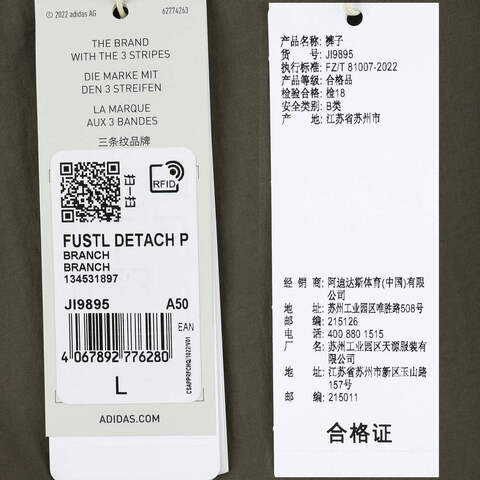 © 2022 adidas AG 62774263
THE BRAND
WITH THE 3 STRIPES
DIE MARKE MIT
DEN 3 STREIFEN
LA MARQUE
AUX 3 BANDES
三条纹品牌
RFID
FUSTL DETACH P
BRANCH
BRANCH
134531897
JI9895 A50
EAN
4 067892 776280
L
ADIDAS.COM
产品名称: 裤子
货 号: JI9895
执行标准: FZ/T 81007-2022
产品等级: 合格品
检验合格: 检18
安全类别: B类
产 地: 江苏省苏州市
经 销 商: 阿迪达斯体育(中国)有限
公司
地 址: 苏州工业园区唯胜路508号
邮 编: 215126
电 话: 400 880 1515
厂 名: 苏州工业园区天源服装有
限公司
地 址: 江苏省苏州市新区玉山路
157号
邮 编: 215011
合格证